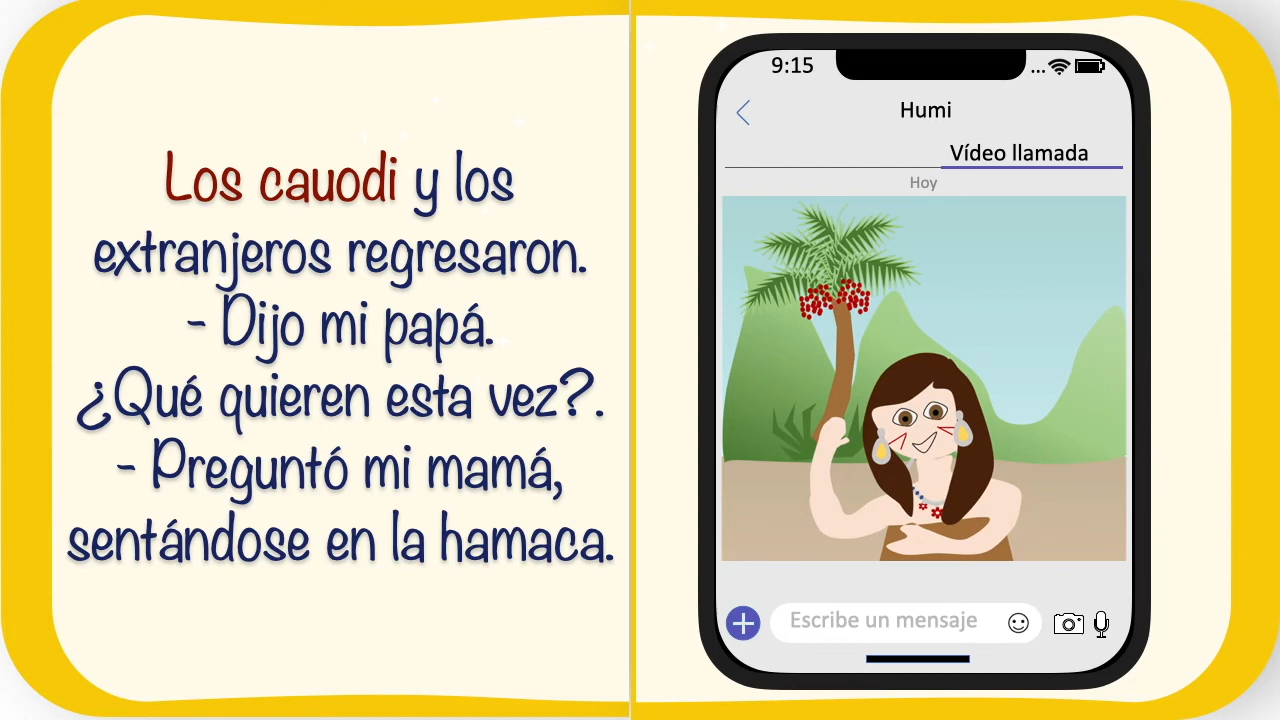 Los cauodi y los
extranjeros regresaron.
- Dijo mi papá.
¿Qué quieren esta vez?.
- Preguntó mi mamá,
sentándose en la hamaca.
9:15
...
Humi
Vídeo llamada
Hoy
Escribe un mensaje